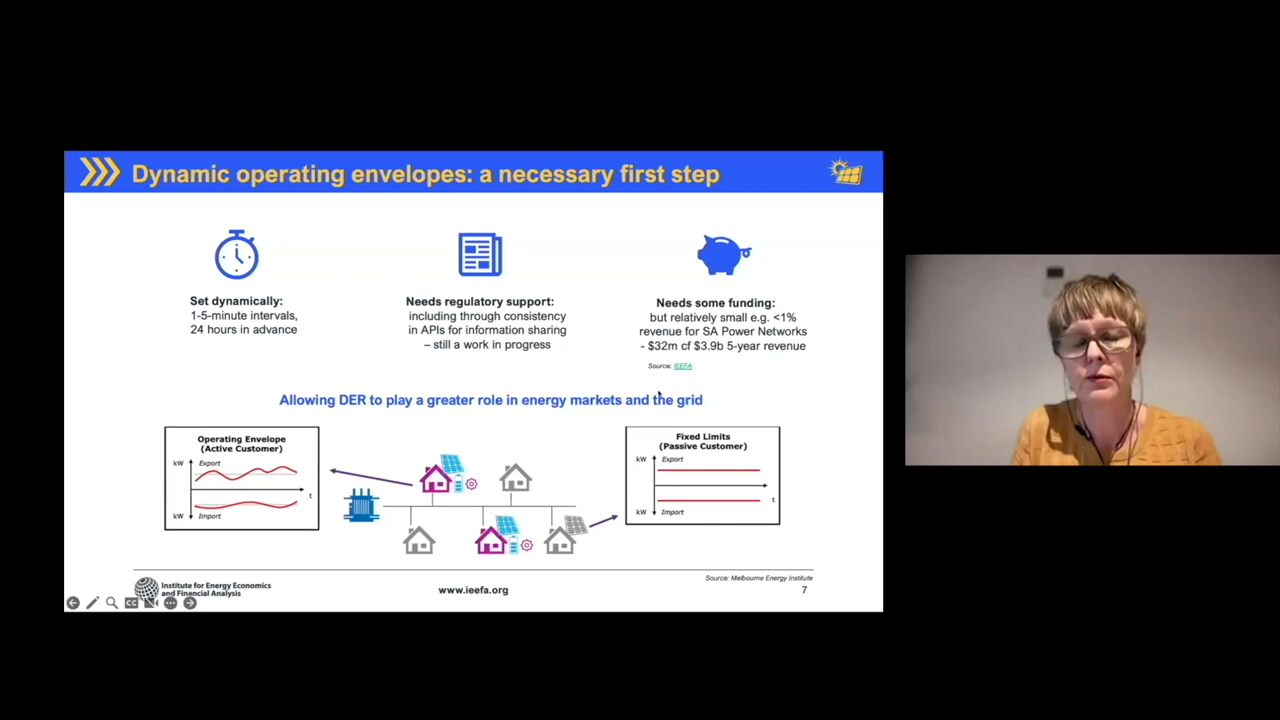 Dynamic operating envelopes: a necessary first step
Set dynamically:
1-5-minute intervals,
24 hours in advance
Needs regulatory support:
including through consistency
in APIs for information sharing
– still a work in progress
Needs some funding:
but relatively small e.g. <1%
revenue for SA Power Networks
- $32m cf $3.9b 5-year revenue
Source: IEEFA
Allowing DER to play a greater role in energy markets and the grid
Operating Envelope
(Active Customer)
kW
Export
t
kW
Import
Fixed Limits
(Passive Customer)
kW
Export
t
kW
Import
Source: Melbourne Energy Institute
Institute for Energy Economics
and Financial Analysis
www.ieefa.org
7
CC